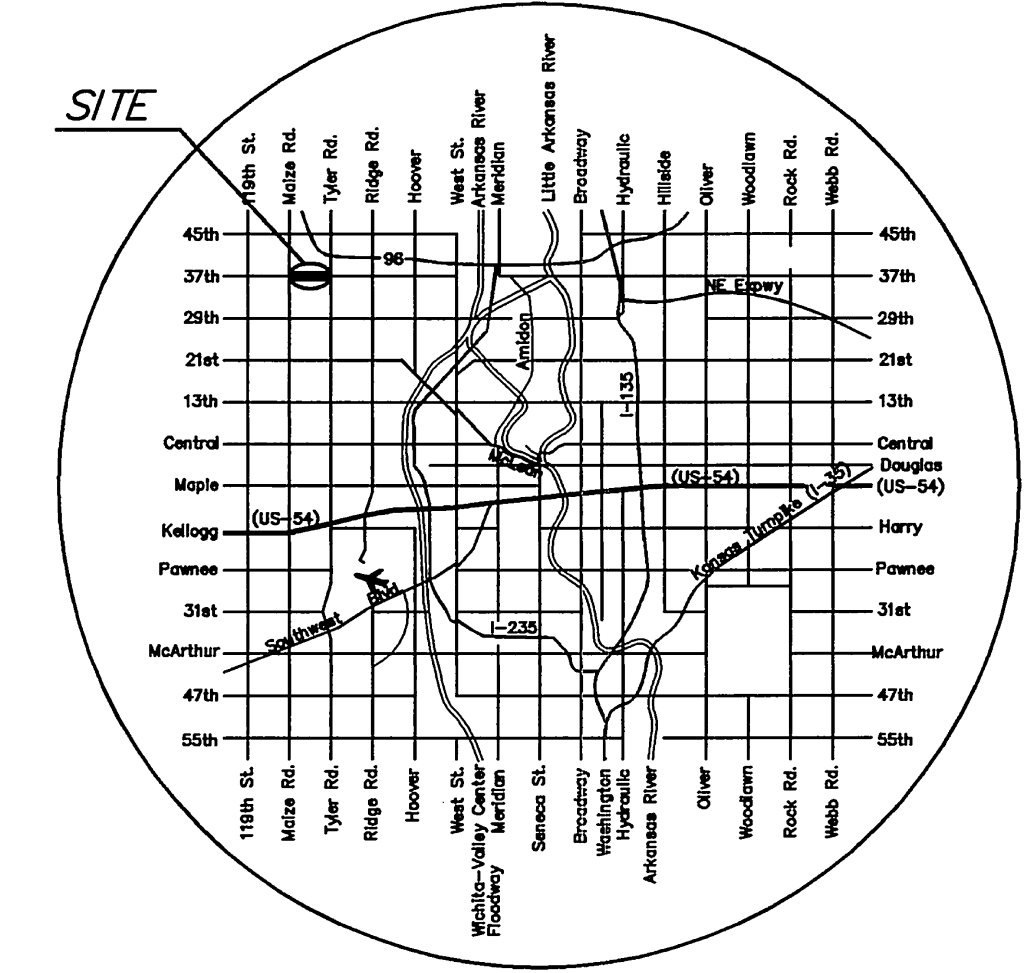 SITE
119th St.
Maize Rd.
Tyler Rd.
Ridge Rd.
Hoover
West St.
Arkansas River
Meridian
Little Arkansas River
Broadway
Hydraulic
Hillside
Oliver
Woodlawn
Rock Rd.
Webb Rd.
45th
45th
96
37th
37th
NE Expwy
29th
29th
Amidon
21st
21st
I-135
13th
13th
Central
Central
McLean
Douglas
Maple
(US-54)
(US-54)
Kellogg
(US-54)
Harry
Kansas Turnpike (I-35)
Pawnee
Pawnee
31st
31st
Southwest
Blvd
I-235
McArthur
McArthur
47th
47th
55th
55th
119th St.
Maize Rd.
Tyler Rd.
Ridge Rd.
Hoover
West St.
Wichita-Valley Center
Floodway
Meridian
Seneca St.
Broadway
Washington
Hydraulic
Arkansas River
Oliver
Woodlawn
Rock Rd.
Webb Rd.